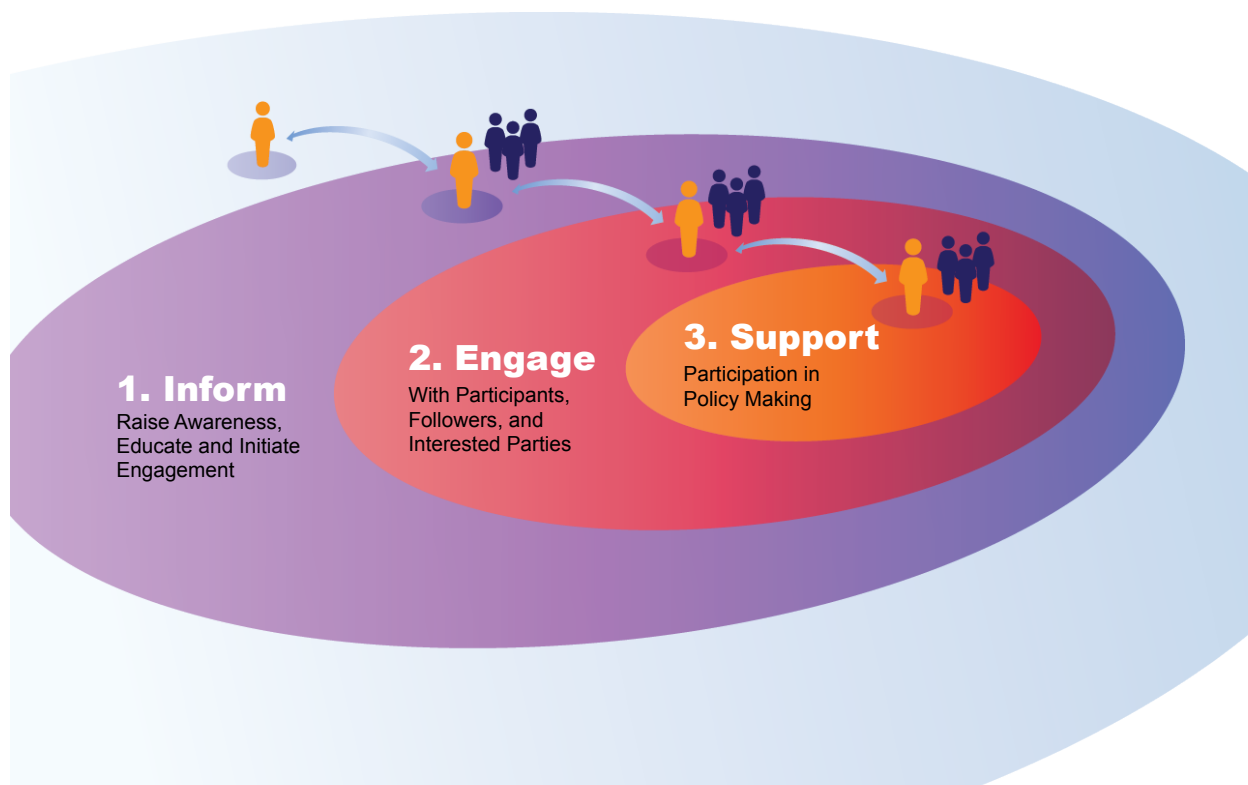 1. Inform
Raise Awareness,
Educate and Initiate
Engagement
2. Engage
With Participants,
Followers, and
Interested Parties
3. Support
Participation in
Policy Making